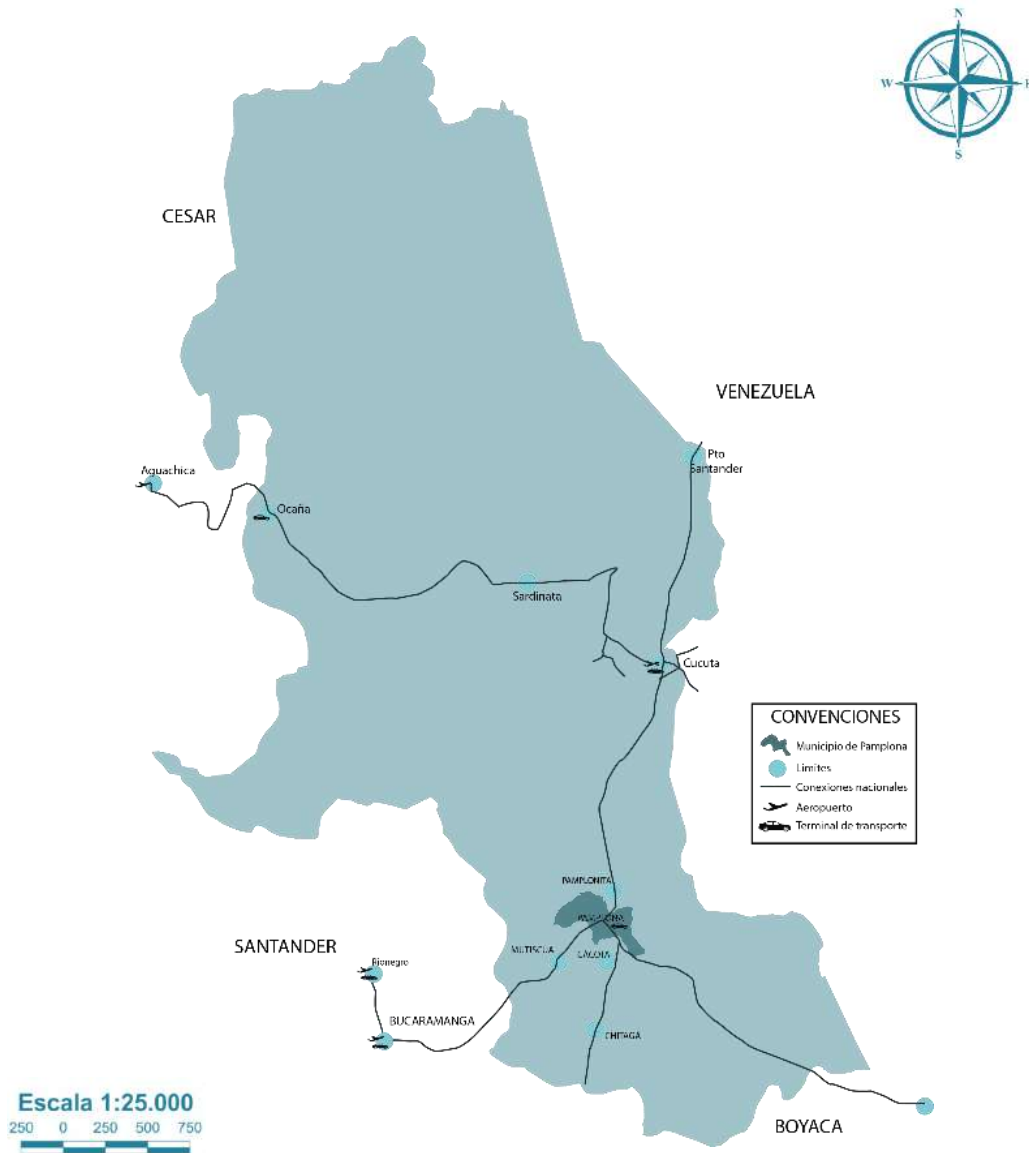 N
W
E
S
CESAR
VENEZUELA
Aguachica
Pto
Santander
Ocaña
Sardinata
Cucuta
CONVENCIONES
Municipio de Pamplona
Limites
Conexiones nacionales
Aeropuerto
Terminal de transporte
PAMPLONITA
PAMPLONA
SANTANDER
MUTISCUA
CACOTA
Rionegro
BUCARAMANGA
CHITAGA
BOYACA
Escala 1:25.000
250 0 250 500 750